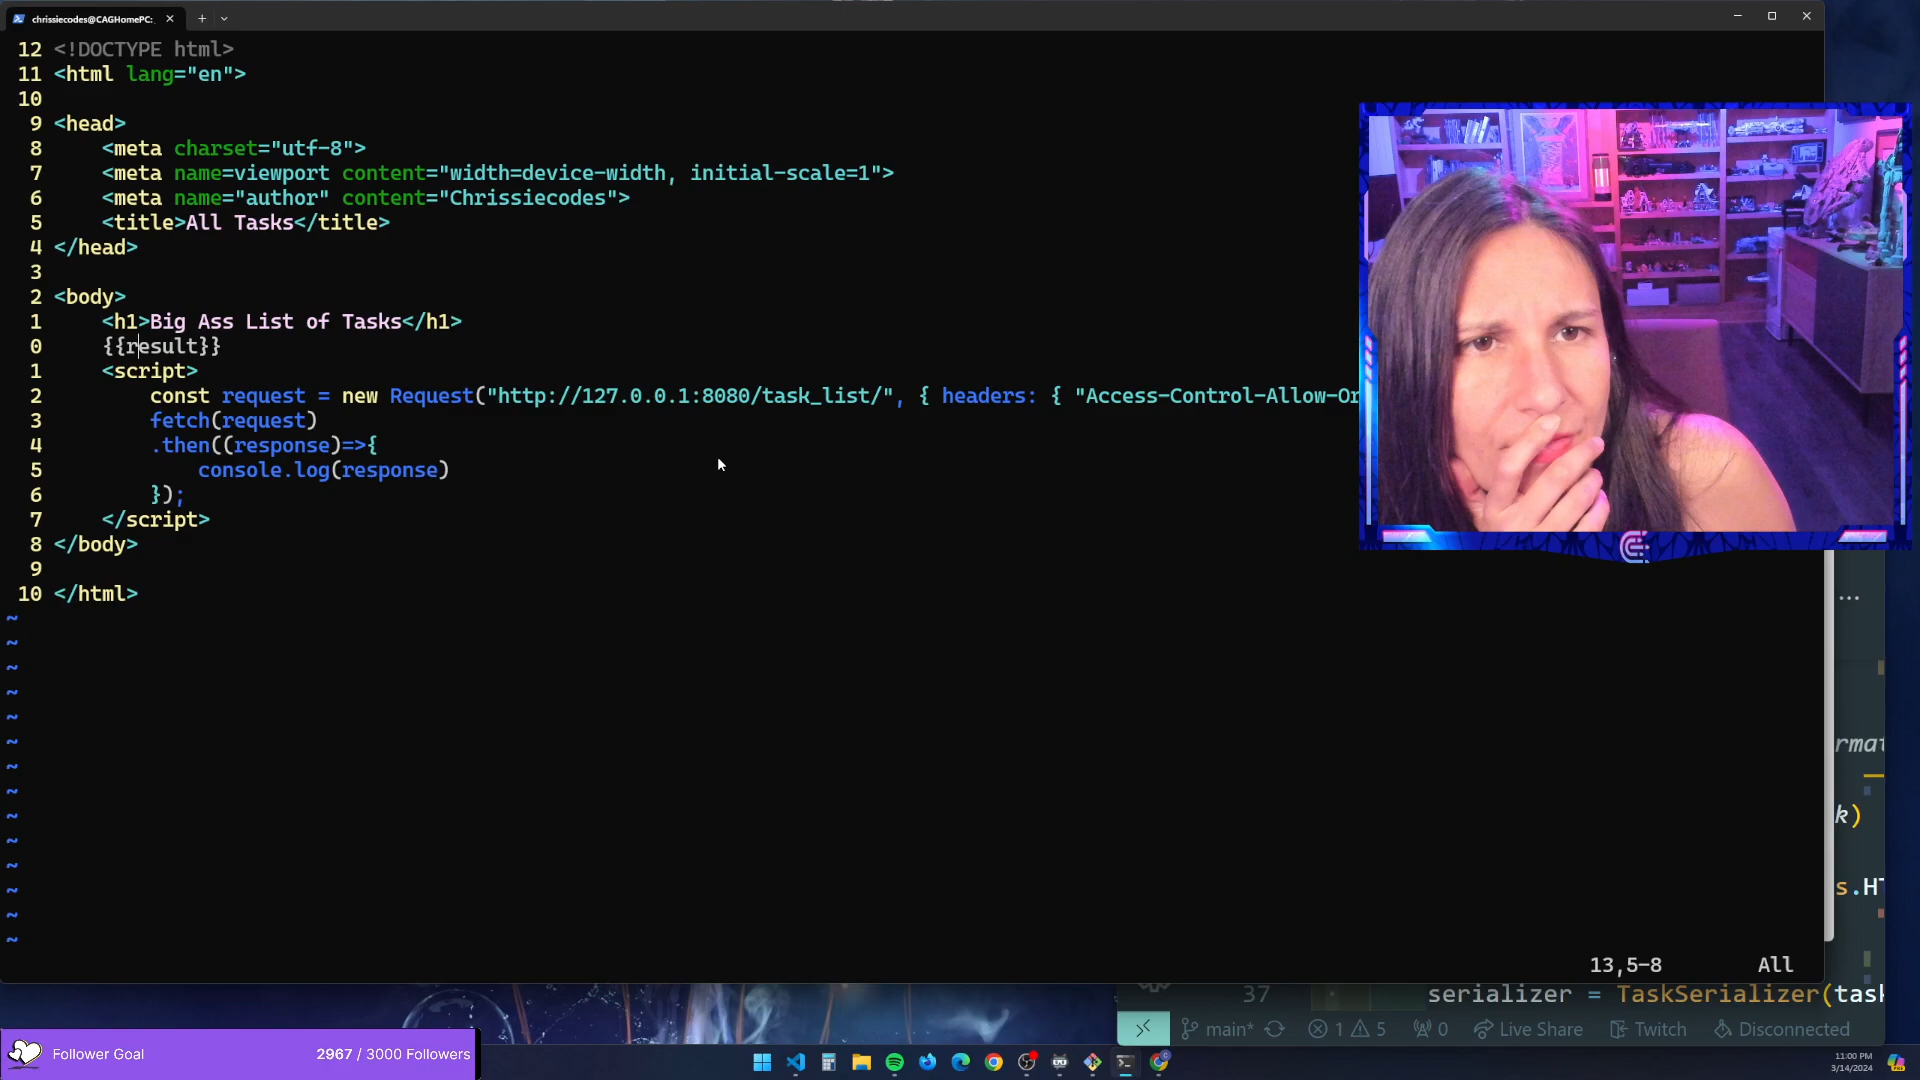 chrissiecodes@CAGHomePC:
12 <!DOCTYPE html>
11 <html lang="en">
10
9 <head>
8 <meta charset="utf-8">
7 <meta name=viewport content="width=device-width, initial-scale=1">
6 <meta name="author" content="Chrissiecodes">
5 <title>All Tasks</title>
4 </head>
3
2 <body>
1 <h1>Big Ass List of Tasks</h1>
0 {{result}}
1 <script>
2 const request = new Request("http://127.0.0.1:8080/task_list/", { headers: { "Access-Control-Allow-Or
3 fetch(request)
4 .then((response)=>{
5 console.log(response)
6 });
7 </script>
8 </body>
9
10 </html>
~
~
~
~
~
~
~
~
~
~
~
~
~
~
13,5-8 All
...
rmat
k)
s.HT
37 serializer = TaskSerializer(task
main* 1 5 0 Live Share Twitch Disconnected
Follower Goal 2967 / 3000 Followers
11:00 PM
3/14/2024